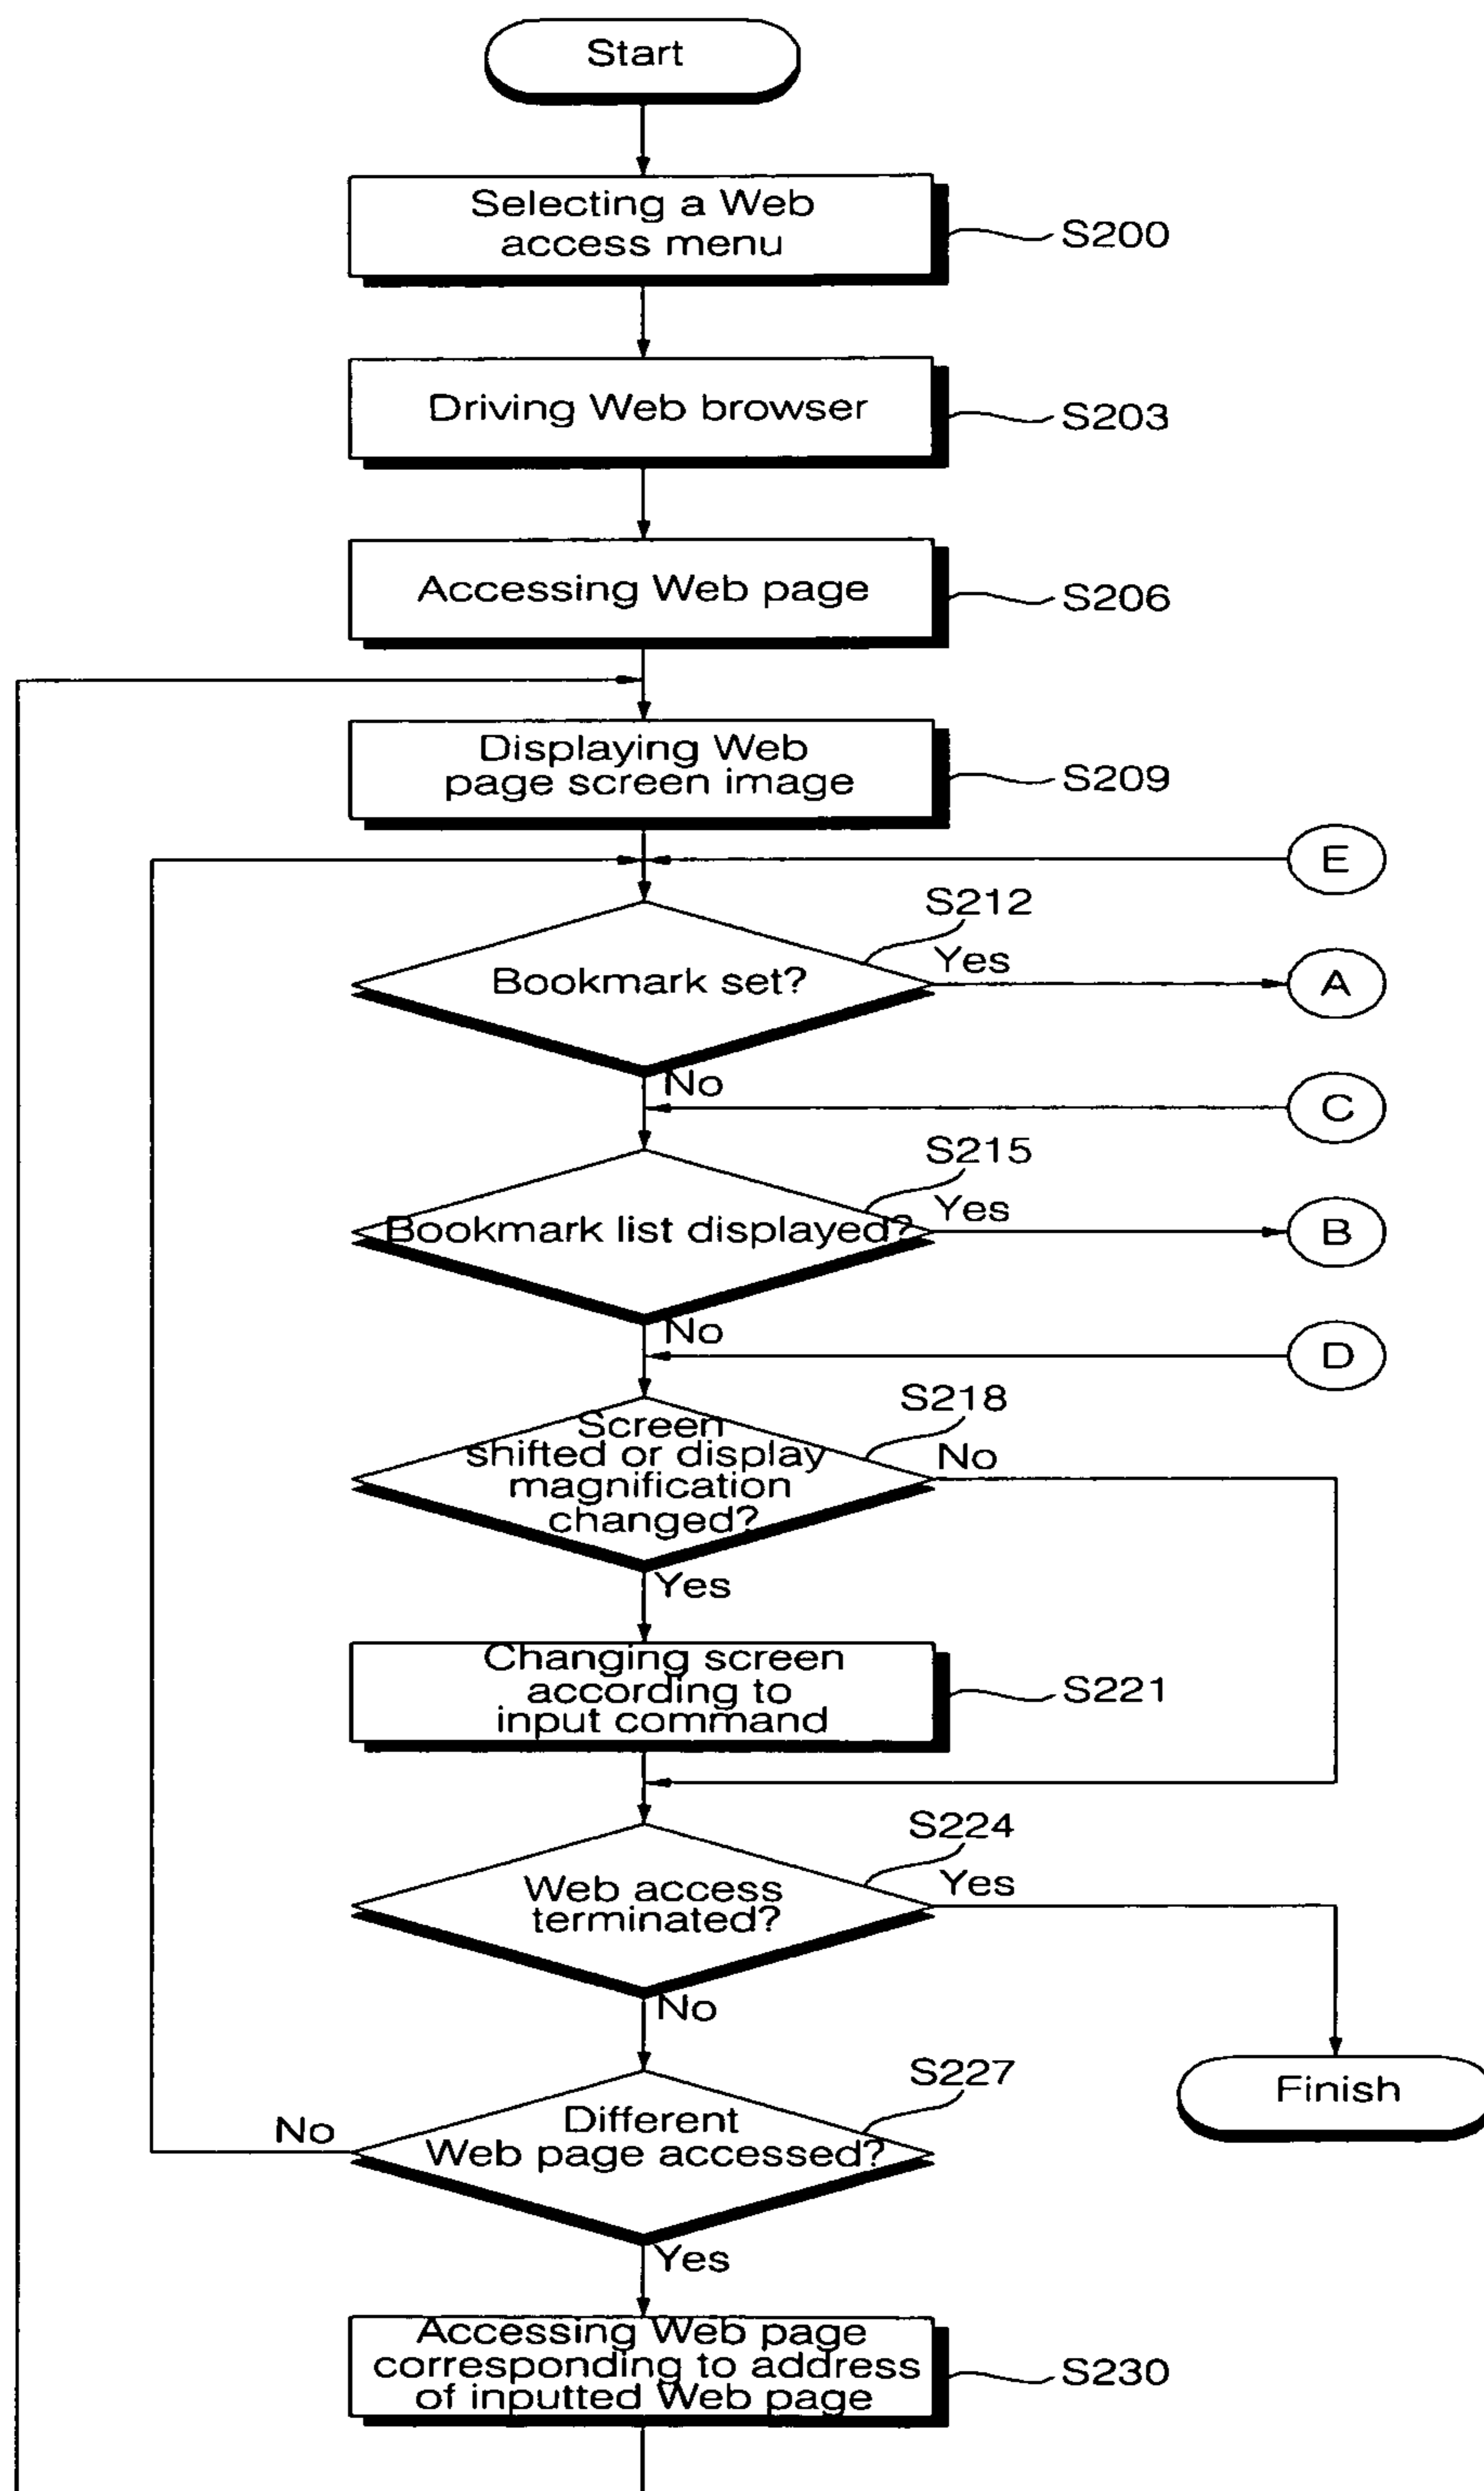 Start
Selecting a Web
access menu
S200
Driving Web browser
S203
Accessing Web page
S206
Displaying Web
page screen image
S209
E
S212
Bookmark set?
Yes
A
No
C
S215
Bookmark list displayed?
Yes
B
No
D
S218
Screen
shifted or display
magnification
changed?
No
Yes
Changing screen
according to
input command
S221
S224
Web access
terminated?
Yes
No
Finish
S227
Different
Web page accessed?
No
Yes
Accessing Web page
corresponding to address
of inputted Web page
S230